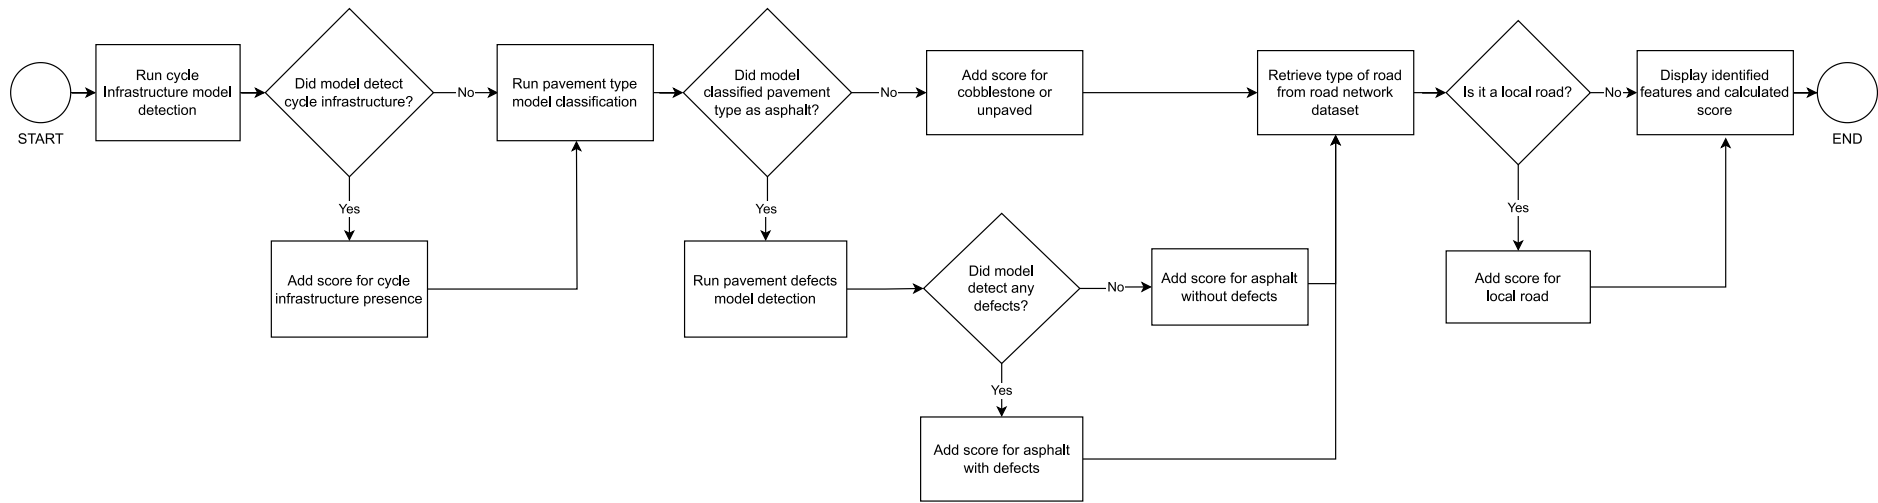 START
Run cycle
Infrastructure model
detection
Did model detect
cycle infrastructure?
No
Yes
Add score for cycle
infrastructure presence
Run pavement type
model classification
Did model
classified pavement
type as asphalt?
No
Yes
Add score for
cobblestone or
unpaved
Run pavement defects
model detection
Did model
detect any
defects?
No
Yes
Add score for asphalt
without defects
Add score for asphalt
with defects
Retrieve type of road
from road network
dataset
Is it a local road?
No
Yes
Add score for
local road
Display identified
features and calculated
score
END